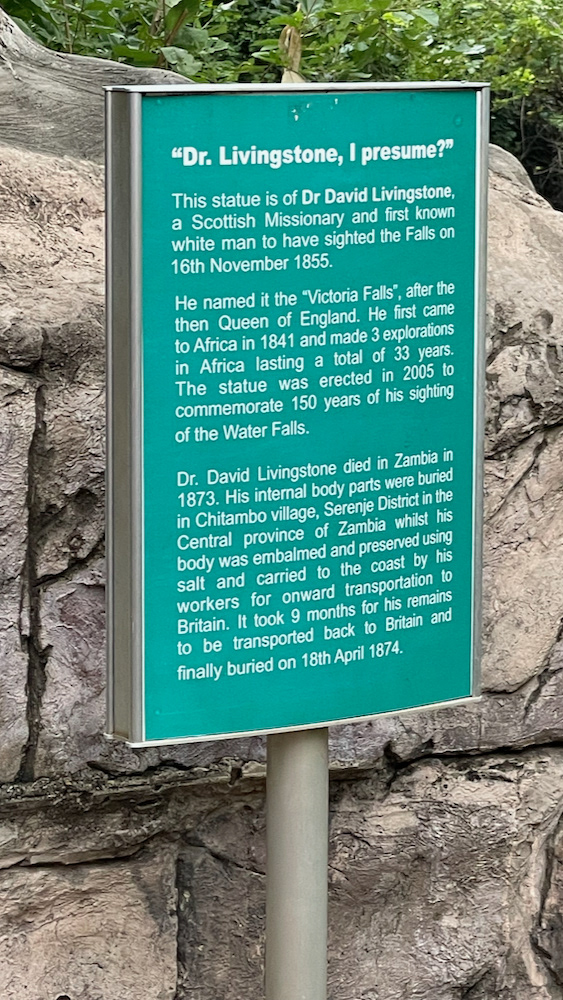 “Dr. Livingstone, I presume?”
This statue is of Dr David Livingstone,
a Scottish Missionary and first known
white man to have sighted the Falls on
16th November 1855.
He named it the “Victoria Falls”, after the
then Queen of England. He first came
to Africa in 1841 and made 3 explorations
in Africa lasting a total of 33 years.
The statue was erected in 2005 to
commemorate 150 years of his sighting
of the Water Falls.
Dr. David Livingstone died in Zambia in
1873. His internal body parts were buried
in Chitambo village, Serenje District in the
Central province of Zambia whilst his
body was embalmed and preserved using
salt and carried to the coast by his
workers for onward transportation to
Britain. It took 9 months for his remains
to be transported back to Britain and
finally buried on 18th April 1874.